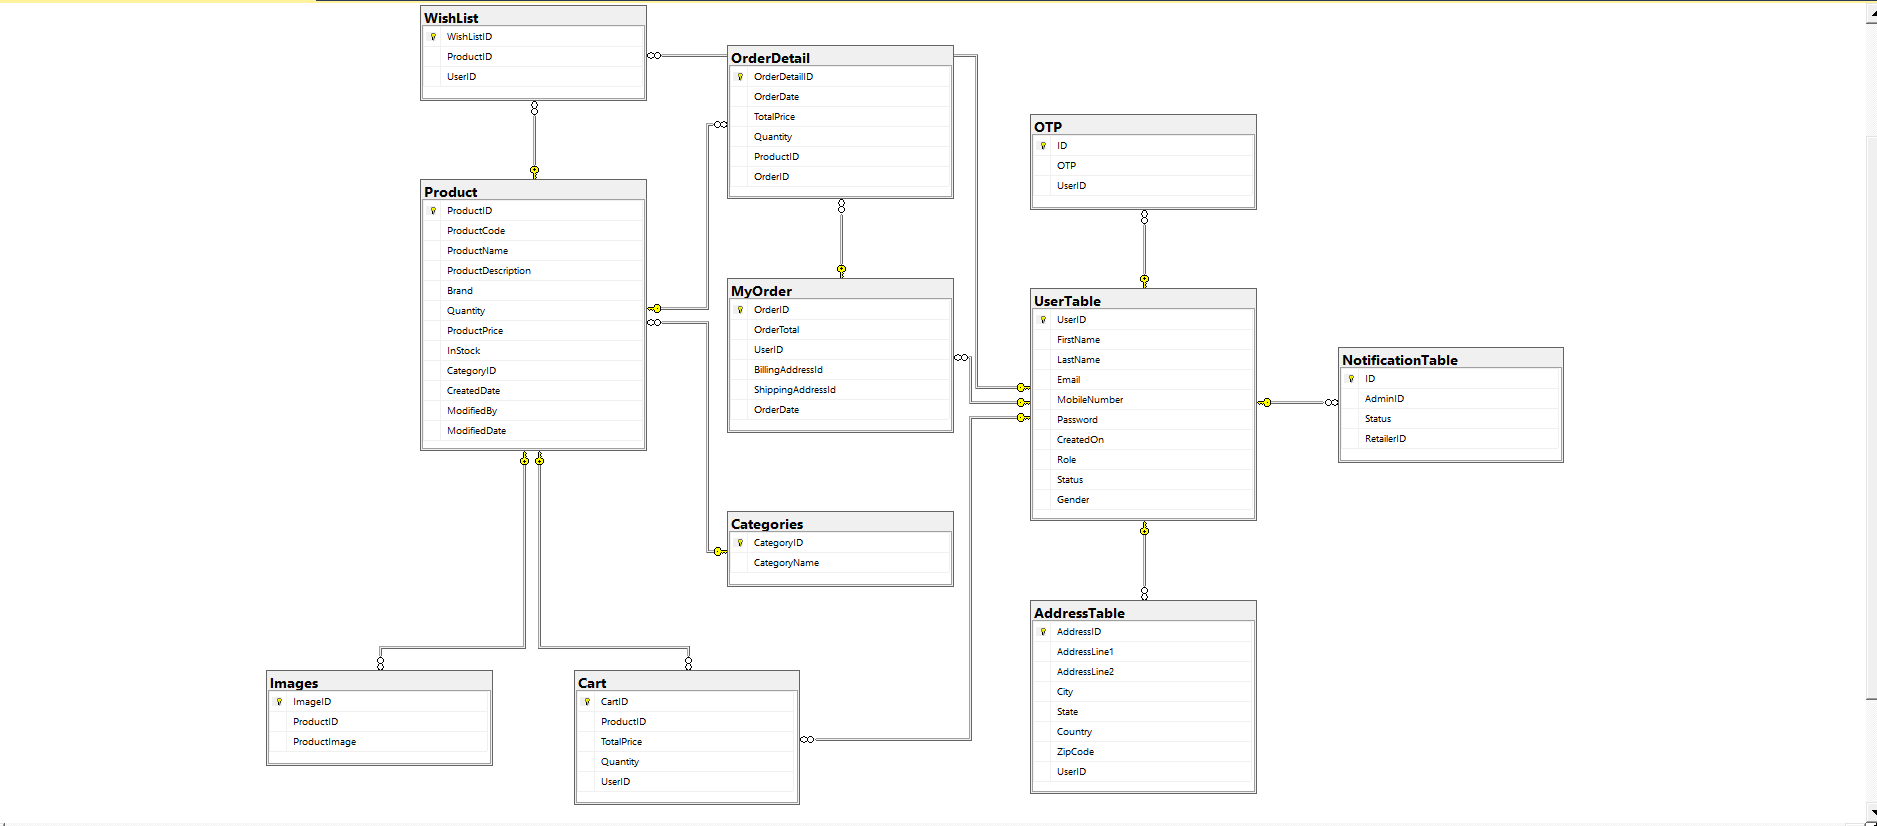 WishList
WishListID
ProductID
UserID
OrderDetail
OrderDetailID
OrderDate
TotalPrice
Quantity
ProductID
OrderID
OTP
ID
OTP
UserID
Product
ProductID
ProductCode
ProductName
ProductDescription
Brand
Quantity
ProductPrice
InStock
CategoryID
CreatedDate
ModifiedBy
ModifiedDate
MyOrder
OrderID
OrderTotal
UserID
BillingAddressId
ShippingAddressId
OrderDate
UserTable
UserID
FirstName
LastName
Email
MobileNumber
Password
CreatedOn
Role
Status
Gender
NotificationTable
ID
AdminID
Status
RetailerID
Categories
CategoryID
CategoryName
AddressTable
AddressID
AddressLine1
AddressLine2
City
State
Country
ZipCode
UserID
Images
ImageID
ProductID
ProductImage
Cart
CartID
ProductID
TotalPrice
Quantity
UserID